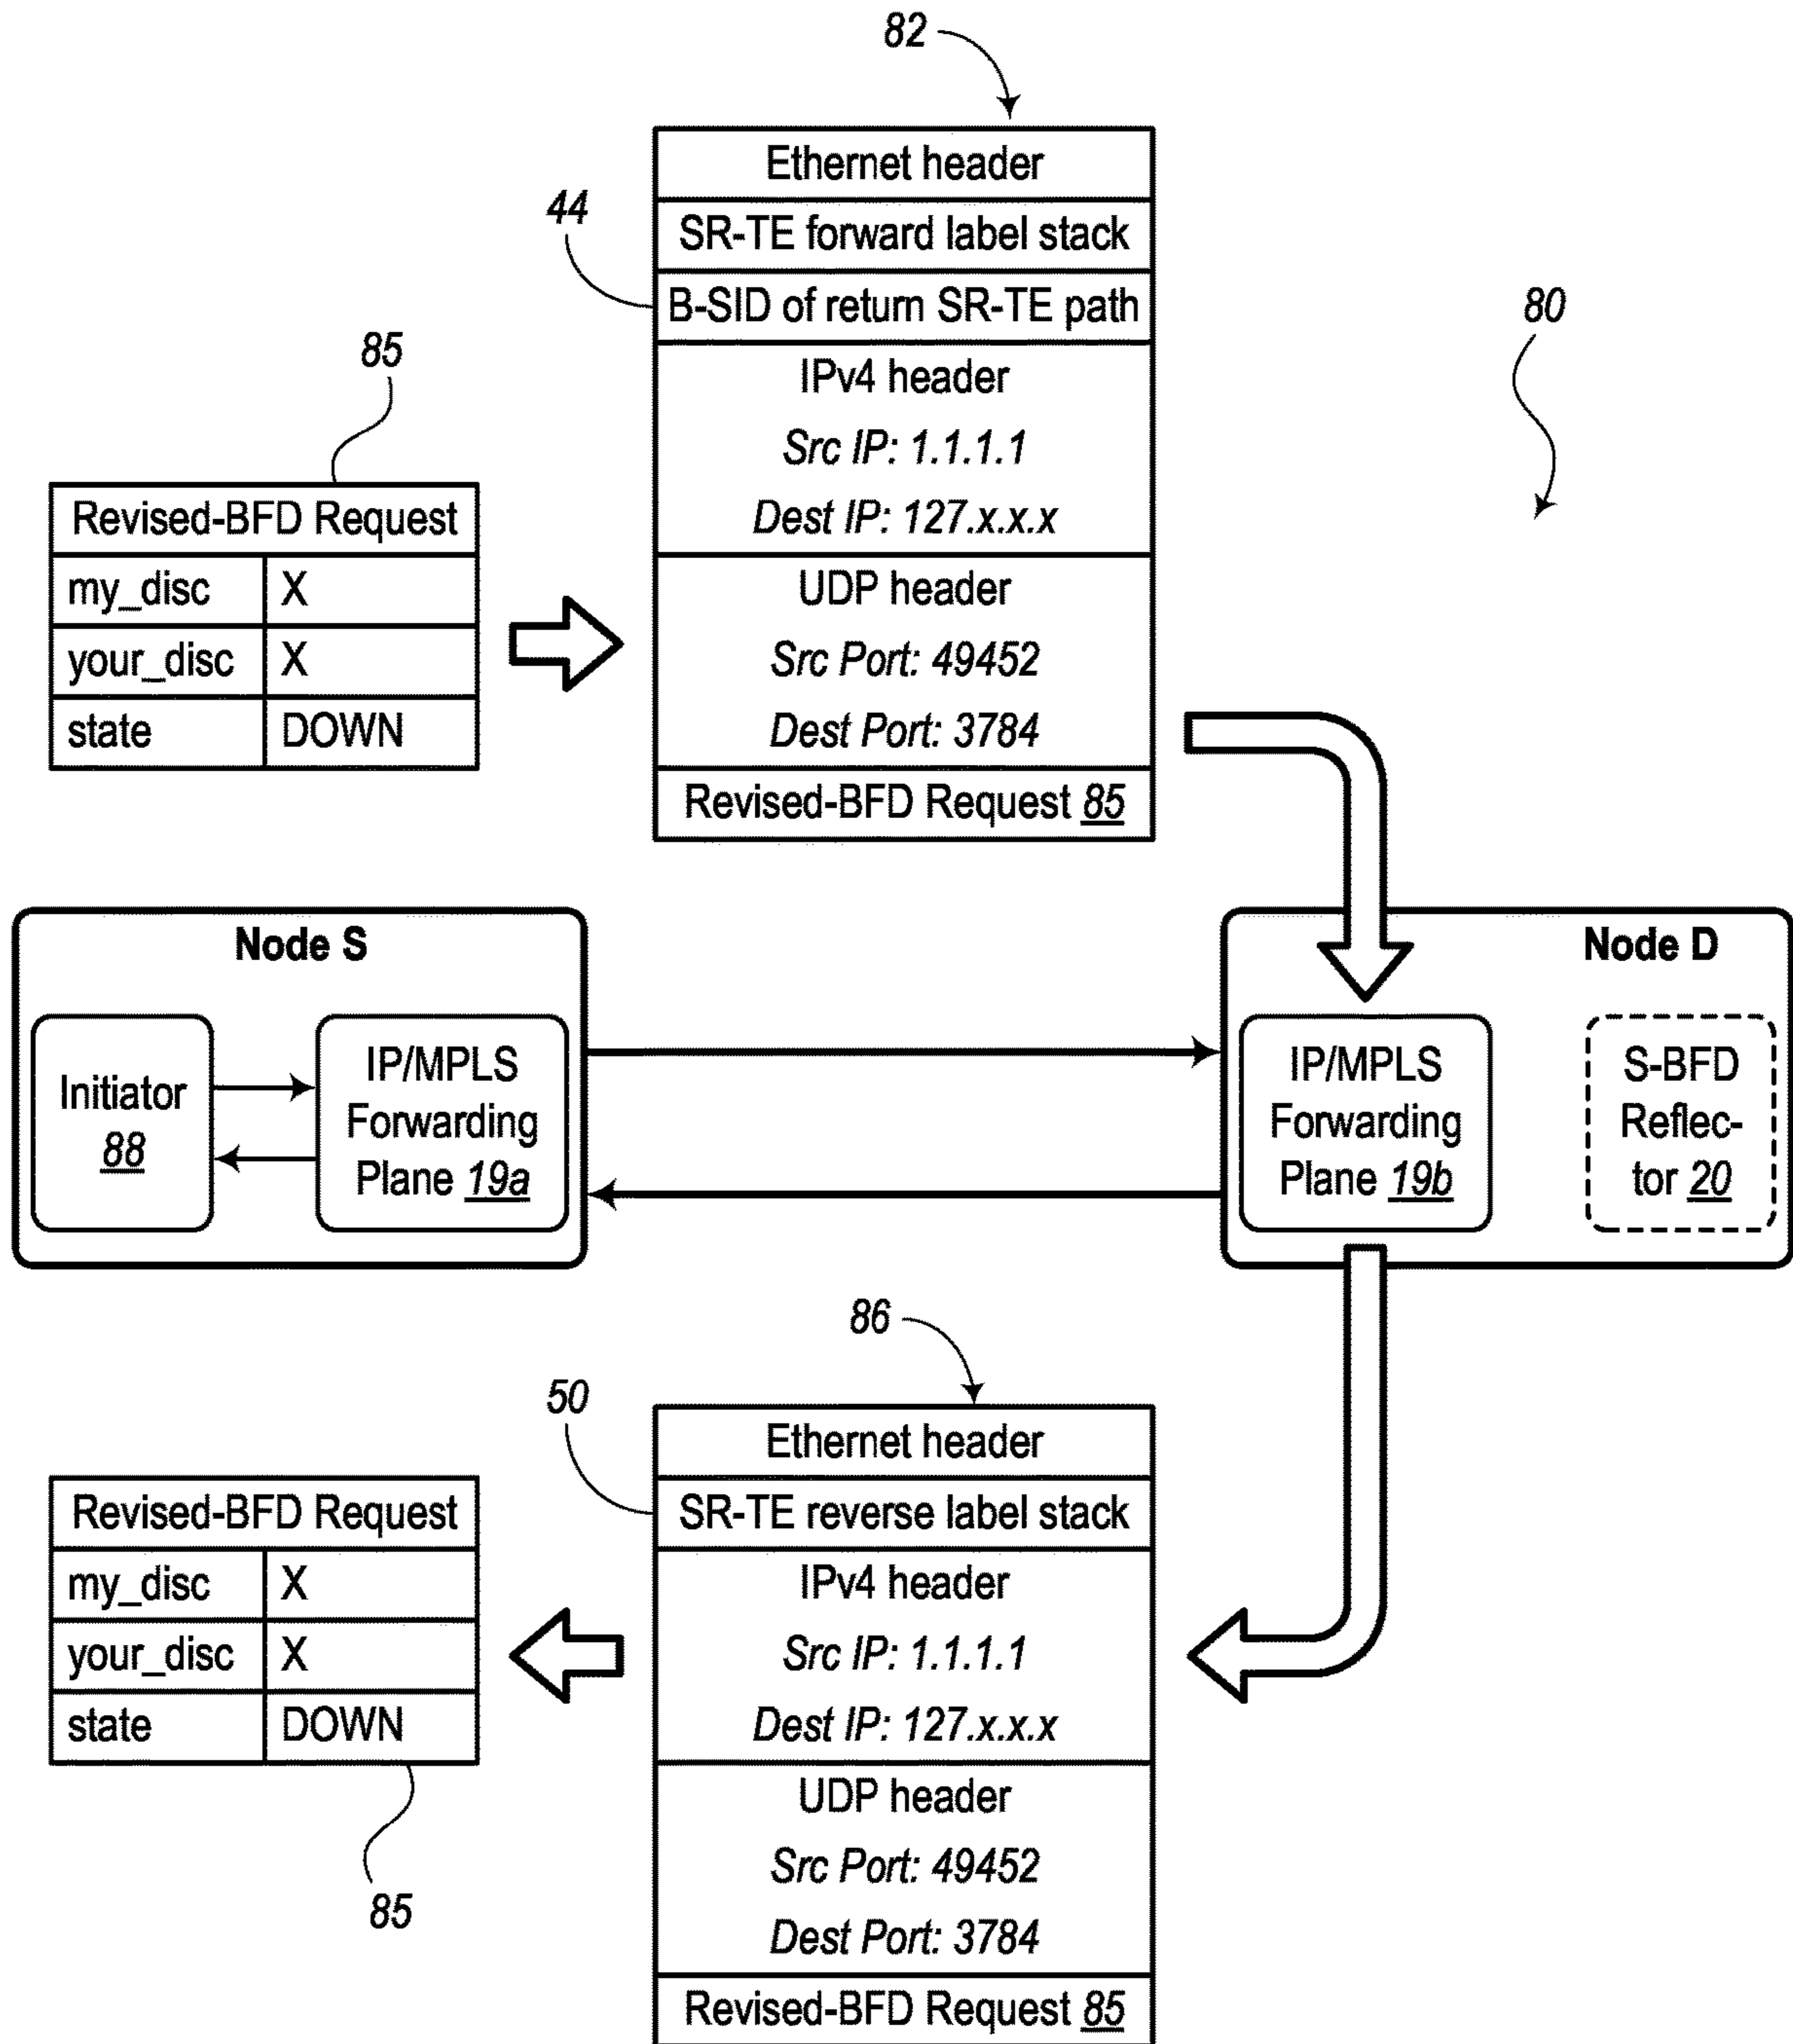 82
Ethernet header
44
SR-TE forward label stack
B-SID of return SR-TE path
80
85
IPv4 header
Src IP: 1.1.1.1
Dest IP: 127.x.x.x
Revised-BFD Request
my_disc X
your_disc X
state DOWN
UDP header
Src Port: 49452
Dest Port: 3784
Revised-BFD Request 85
Node S
Initiator
88
IP/MPLS
Forwarding
Plane 19a
Node D
IP/MPLS
Forwarding
Plane 19b
S-BFD
Reflec-
tor 20
86
50
Ethernet header
SR-TE reverse label stack
IPv4 header
Src IP: 1.1.1.1
Dest IP: 127.x.x.x
Revised-BFD Request
my_disc X
your_disc X
state DOWN
85
UDP header
Src Port: 49452
Dest Port: 3784
Revised-BFD Request 85